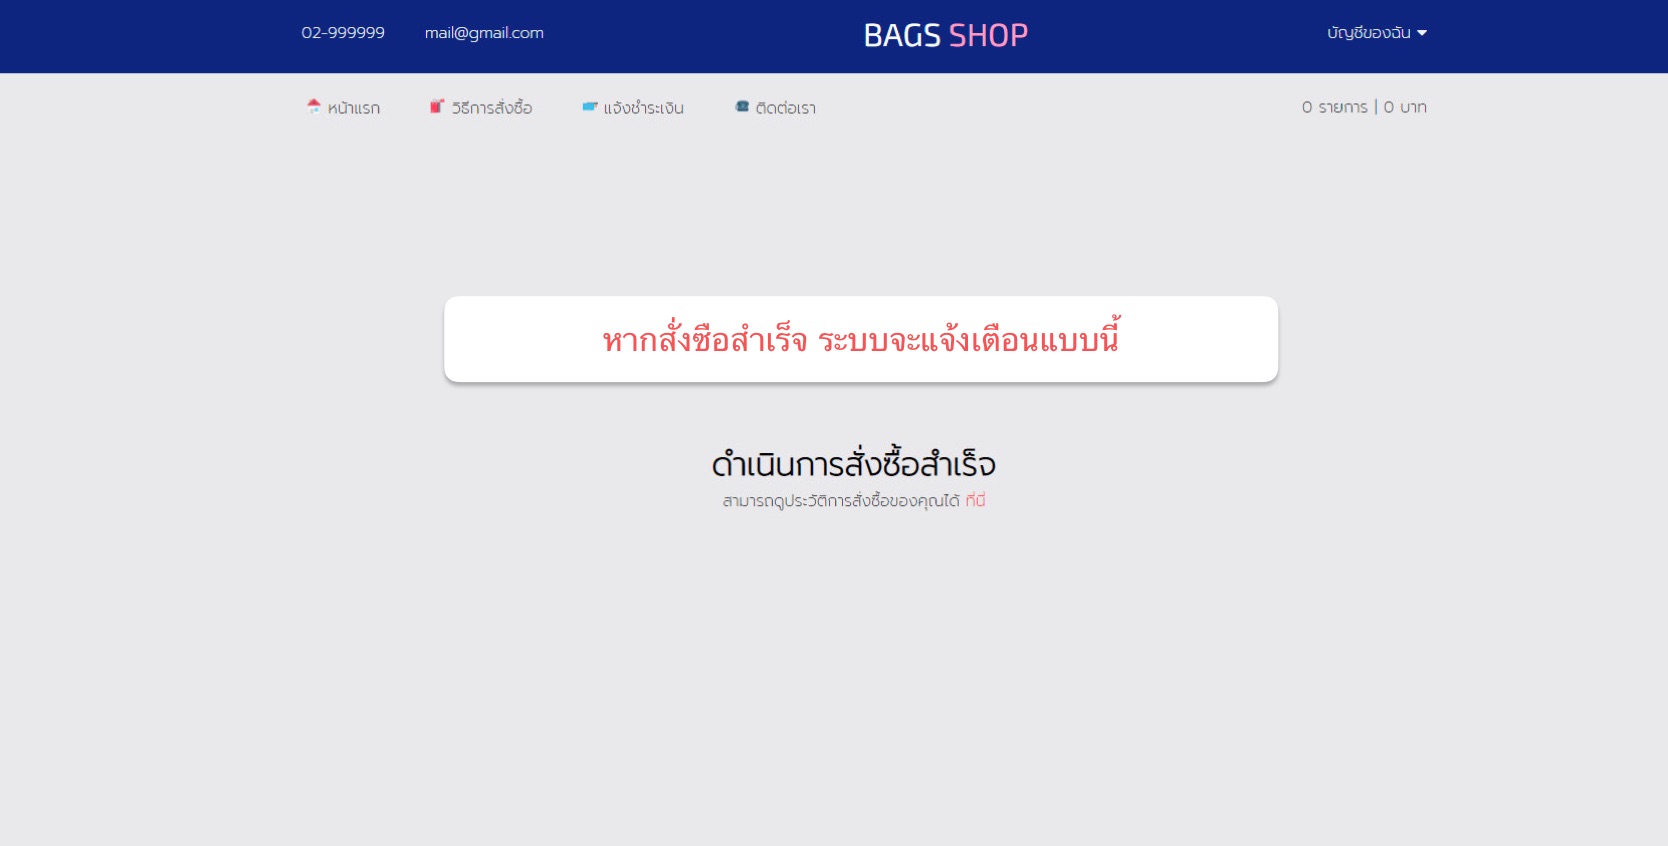 02-999999 mail@gmail.com BAGS SHOP บัญชีของฉัน
หน้าแรก วิธีการสั่งซื้อ แจ้งชำระเงิน ติดต่อเรา 0 รายการ | 0 บาท
หากสั่งซือสำเร็จ ระบบจะแจ้งเตือนแบบนี้
ดำเนินการสั่งซื้อสำเร็จ
สามารถดูประวัติการสั่งซื้อของคุณได้ ที่นี่